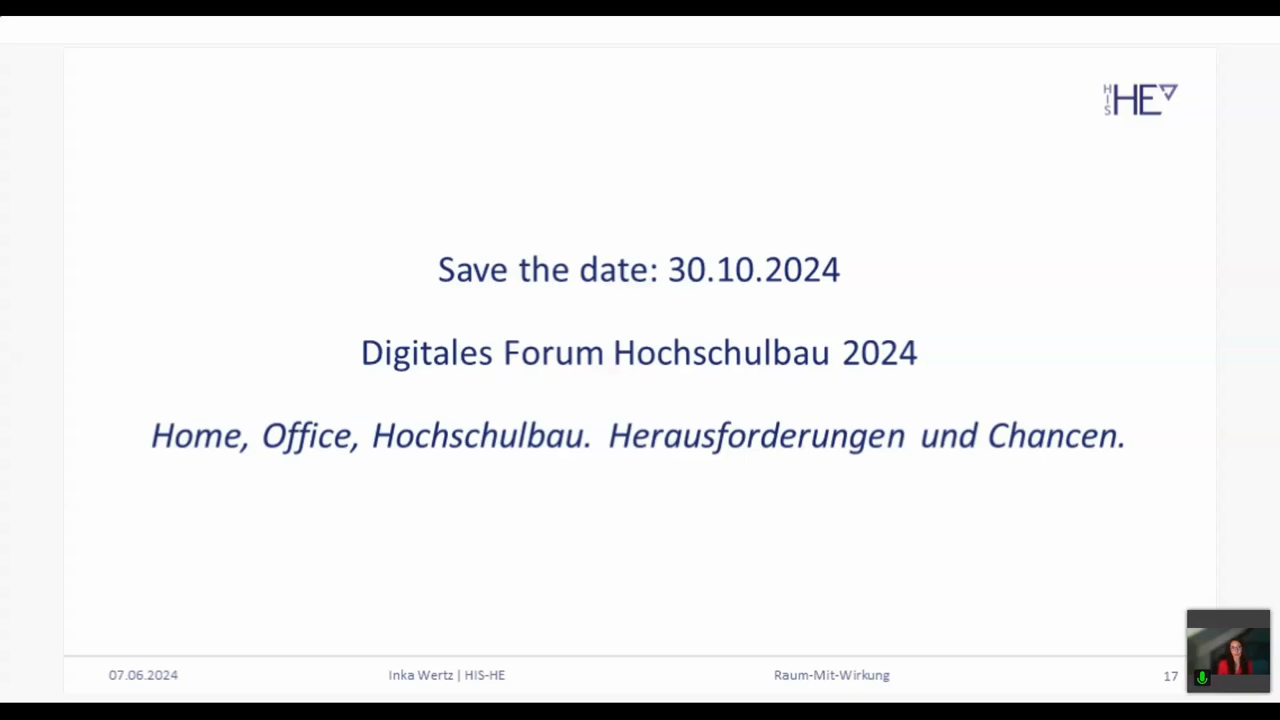 HIS HE
Save the date: 30.10.2024
Digitales Forum Hochschulbau 2024
Home, Office, Hochschulbau. Herausforderungen und Chancen.
07.06.2024 Inka Wertz | HIS-HE Raum-Mit-Wirkung 17